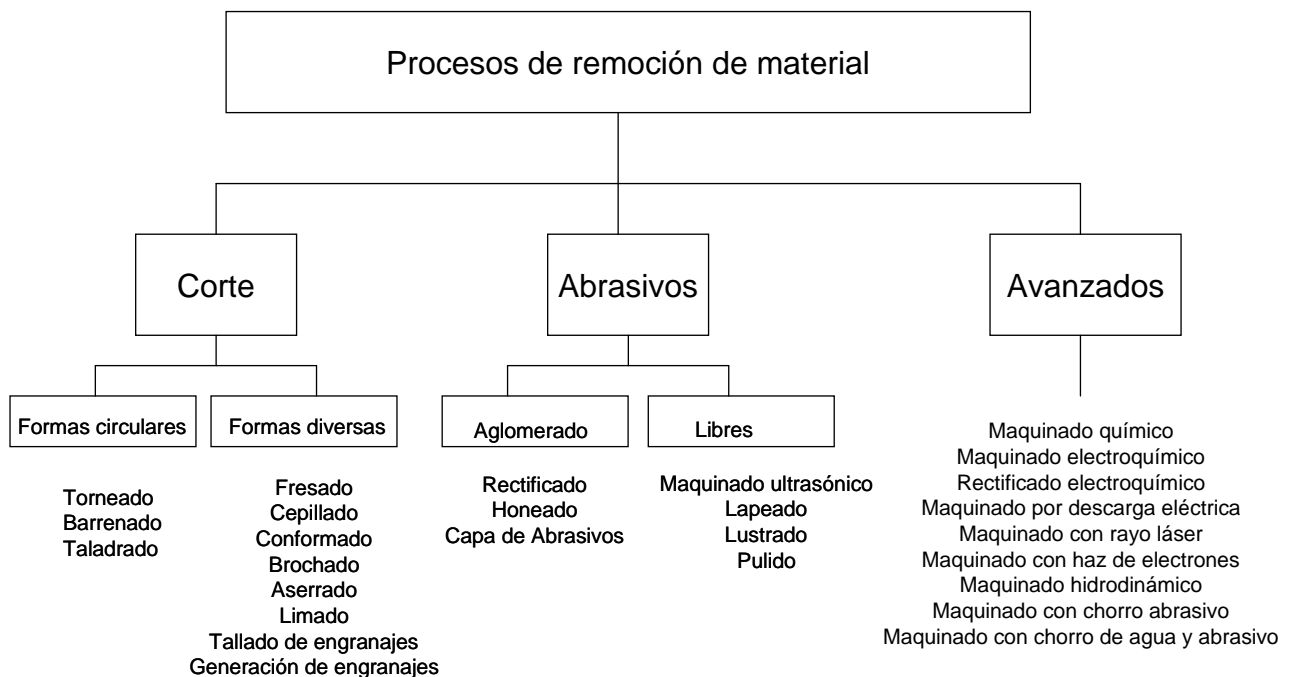 Procesos de remoción de material
Corte
Abrasivos
Avanzados
Formas circulares
Formas diversas
Aglomerado
Libres
Torneado
Barrenado
Taladrado
Fresado
Cepillado
Conformado
Brochado
Aserrado
Limado
Tallado de engranajes
Generación de engranajes
Rectificado
Honeado
Capa de Abrasivos
Maquinado ultrasónico
Lapeado
Lustrado
Pulido
Maquinado químico
Maquinado electroquímico
Rectificado electroquímico
Maquinado por descarga eléctrica
Maquinado con rayo láser
Maquinado con haz de electrones
Maquinado hidrodinámico
Maquinado con chorro abrasivo
Maquinado con chorro de agua y abrasivo